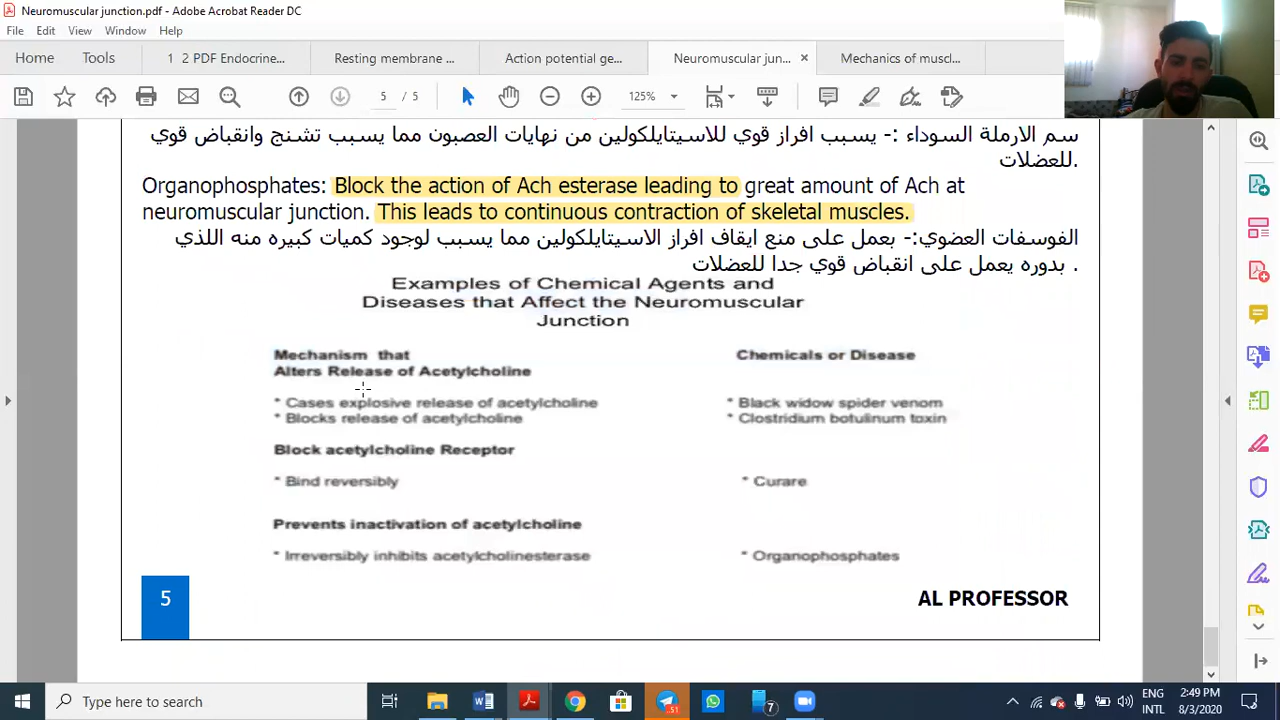 Neuromuscular junction.pdf - Adobe Acrobat Reader DC
File Edit View Window Help
Home Tools 1 2 PDF Endocrine... Resting membrane ... Action potential ge... Neuromuscular jun... × Mechanics of muscl...
5 / 5 125%
سم الارملة السوداء :- يسبب افراز قوي للاسيتايلكولين من نهايات العصبون مما يسبب تشنج وانقباض قوي
للعضلات.
Organophosphates: Block the action of Ach esterase leading to great amount of Ach at
neuromuscular junction. This leads to continuous contraction of skeletal muscles.
الفوسفات العضوي:- بعمل على منع ايقاف افراز الاسيتايلكولين مما يسبب لوجود كميات كبيره منه اللذي
بدوره يعمل على انقباض قوي جدا للعضلات .
Examples of Chemical Agents and
Diseases that Affect the Neuromuscular
Junction
Mechanism that Chemicals or Disease
Alters Release of Acetylcholine
* Cases explosive release of acetylcholine * Black widow spider venom
* Blocks release of acetylcholine * Clostridium botulinum toxin
Block acetylcholine Receptor
* Bind reversibly * Curare
Prevents inactivation of acetylcholine
* Irreversibly inhibits acetylcholinesterase * Organophosphates
5 AL PROFESSOR
Type here to search 51 7 ENG 2:49 PM
INTL 8/3/2020